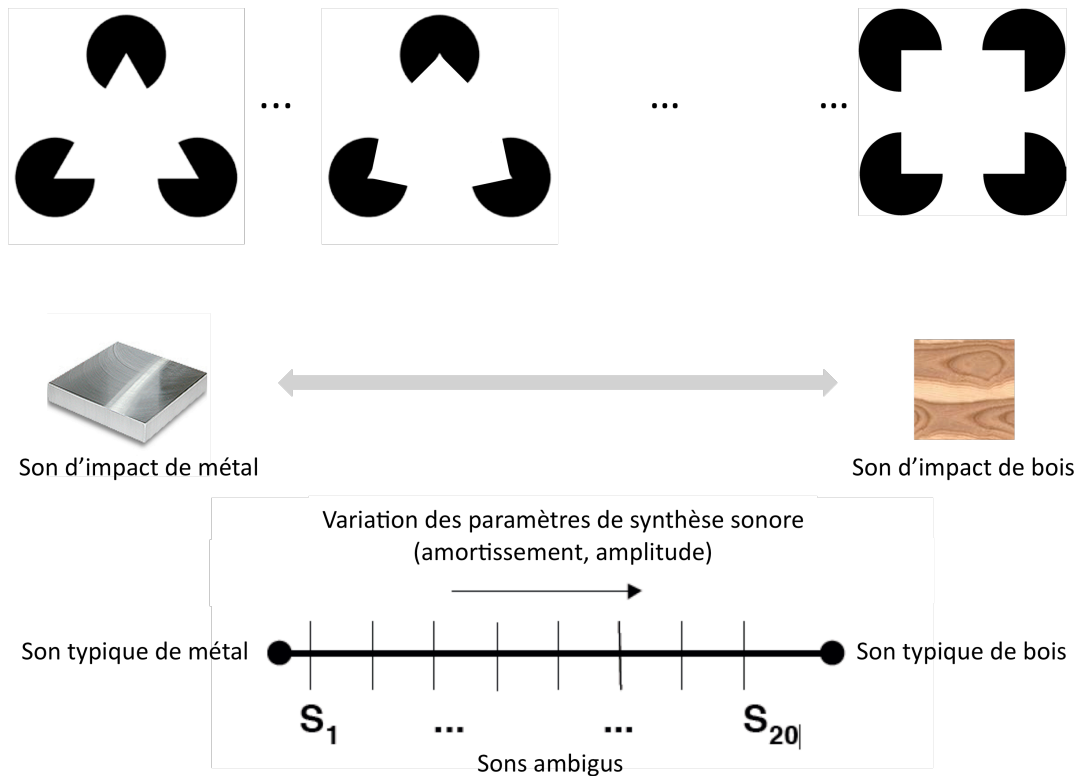 ...
...
...
Son d’impact de métal
Son d’impact de bois
Variation des paramètres de synthèse sonore
(amortissement, amplitude)
Son typique de métal
Son typique de bois
S1 ... ... S20
Sons ambigus